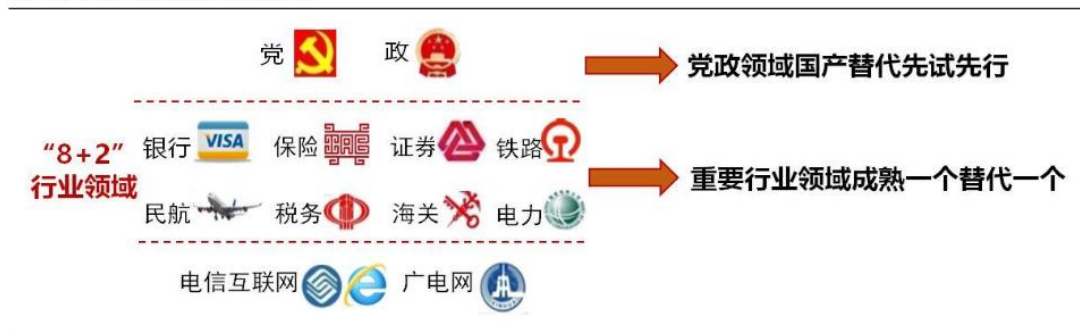 党 政
党政领域国产替代先试先行
“8+2”
行业领域
银行 VISA 保险 证券 铁路
重要行业领域成熟一个替代一个
民航 税务 海关 电力
电信互联网 广电网